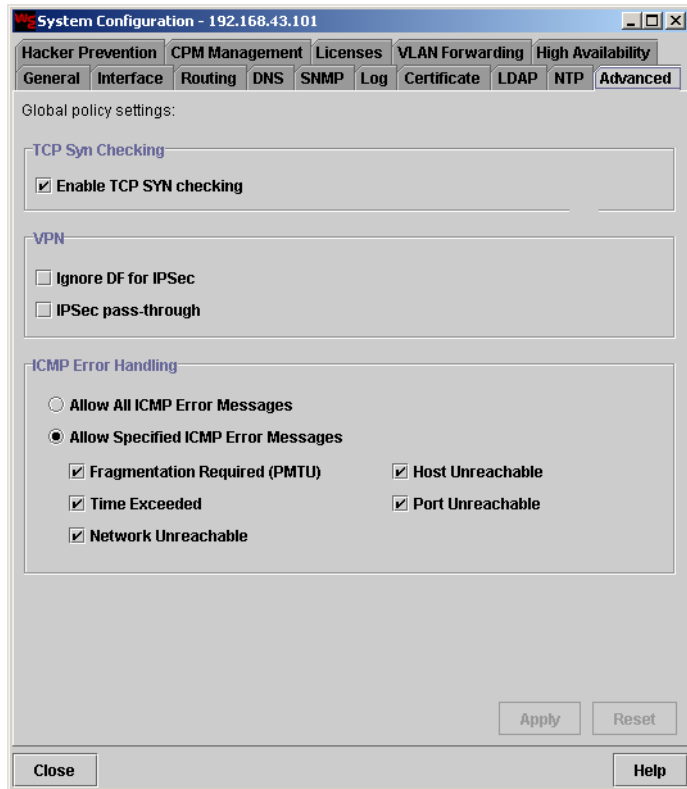 System Configuration - 192.168.43.101
Hacker Prevention CPM Management Licenses VLAN Forwarding High Availability
General Interface Routing DNS SNMP Log Certificate LDAP NTP Advanced
Global policy settings:
TCP Syn Checking
Enable TCP SYN checking
VPN
Ignore DF for IPSec
IPSec pass-through
ICMP Error Handling
Allow All ICMP Error Messages
Allow Specified ICMP Error Messages
Fragmentation Required (PMTU) Host Unreachable
Time Exceeded Port Unreachable
Network Unreachable
Apply Reset
Close Help